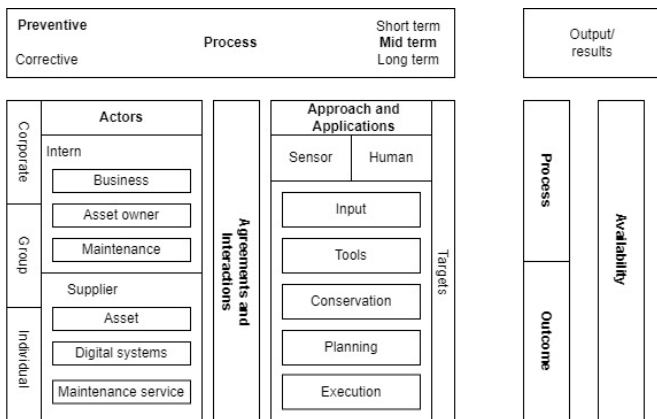 Preventive
Corrective
Process
Short term
Mid term
Long term
Output/
results
Corporate
Group
Individual
Actors
Intern
Business
Asset owner
Maintenance
Supplier
Asset
Digital systems
Maintenance service
Agreements and
Interactions
Approach and
Applications
Sensor
Human
Input
Tools
Conservation
Planning
Execution
Targets
Process
Outcome
Availability